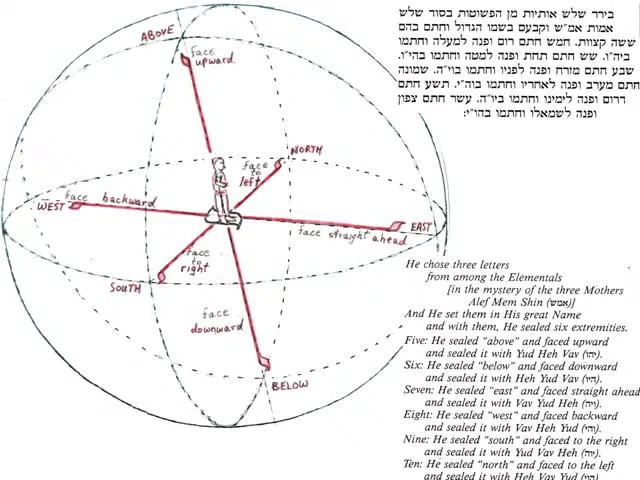 בירר שלש אותיות מן הפשוטות בסוד שלש
אמות אמ״ש וקבעם בשמו הגדול וחתם בהם
ששה קצוות. חמש חתם רום ופנה למעלה וחתמו
ביה״ו. שש חתם תחת ופנה למטה וחתמו בהי״ו.
שבע חתם מזרח ופנה לפניו וחתמו בוי״ה. שמונה
חתם מערב ופנה לאחריו וחתמו בוה״י. תשע חתם
דרום ופנה לימינו וחתמו ביו״ה. עשר חתם צפון
ופנה לשמאלו וחתמו בהו״י:
ABOVE
face
upward
NORTH
face
to
left
WEST
face backward
EAST
face straight ahead
face
to
right
SOUTH
face
downward
BELOW
He chose three letters
from among the Elementals
[in the mystery of the three Mothers
Alef Mem Shin (אמש)]
And He set them in His great Name
and with them, He sealed six extremities.
Five: He sealed "above" and faced upward
and sealed it with Yud Heh Vav (יהו).
Six: He sealed "below" and faced downward
and sealed it with Heh Yud Vav (היו).
Seven: He sealed "east" and faced straight ahead
and sealed it with Vav Yud Heh (ויה).
Eight: He sealed "west" and faced backward
and sealed it with Vav Heh Yud (והי).
Nine: He sealed "south" and faced to the right
and sealed it with Yud Vav Heh (יוה).
Ten: He sealed "north" and faced to the left
and sealed it with Heh Vav Yud (הוי).